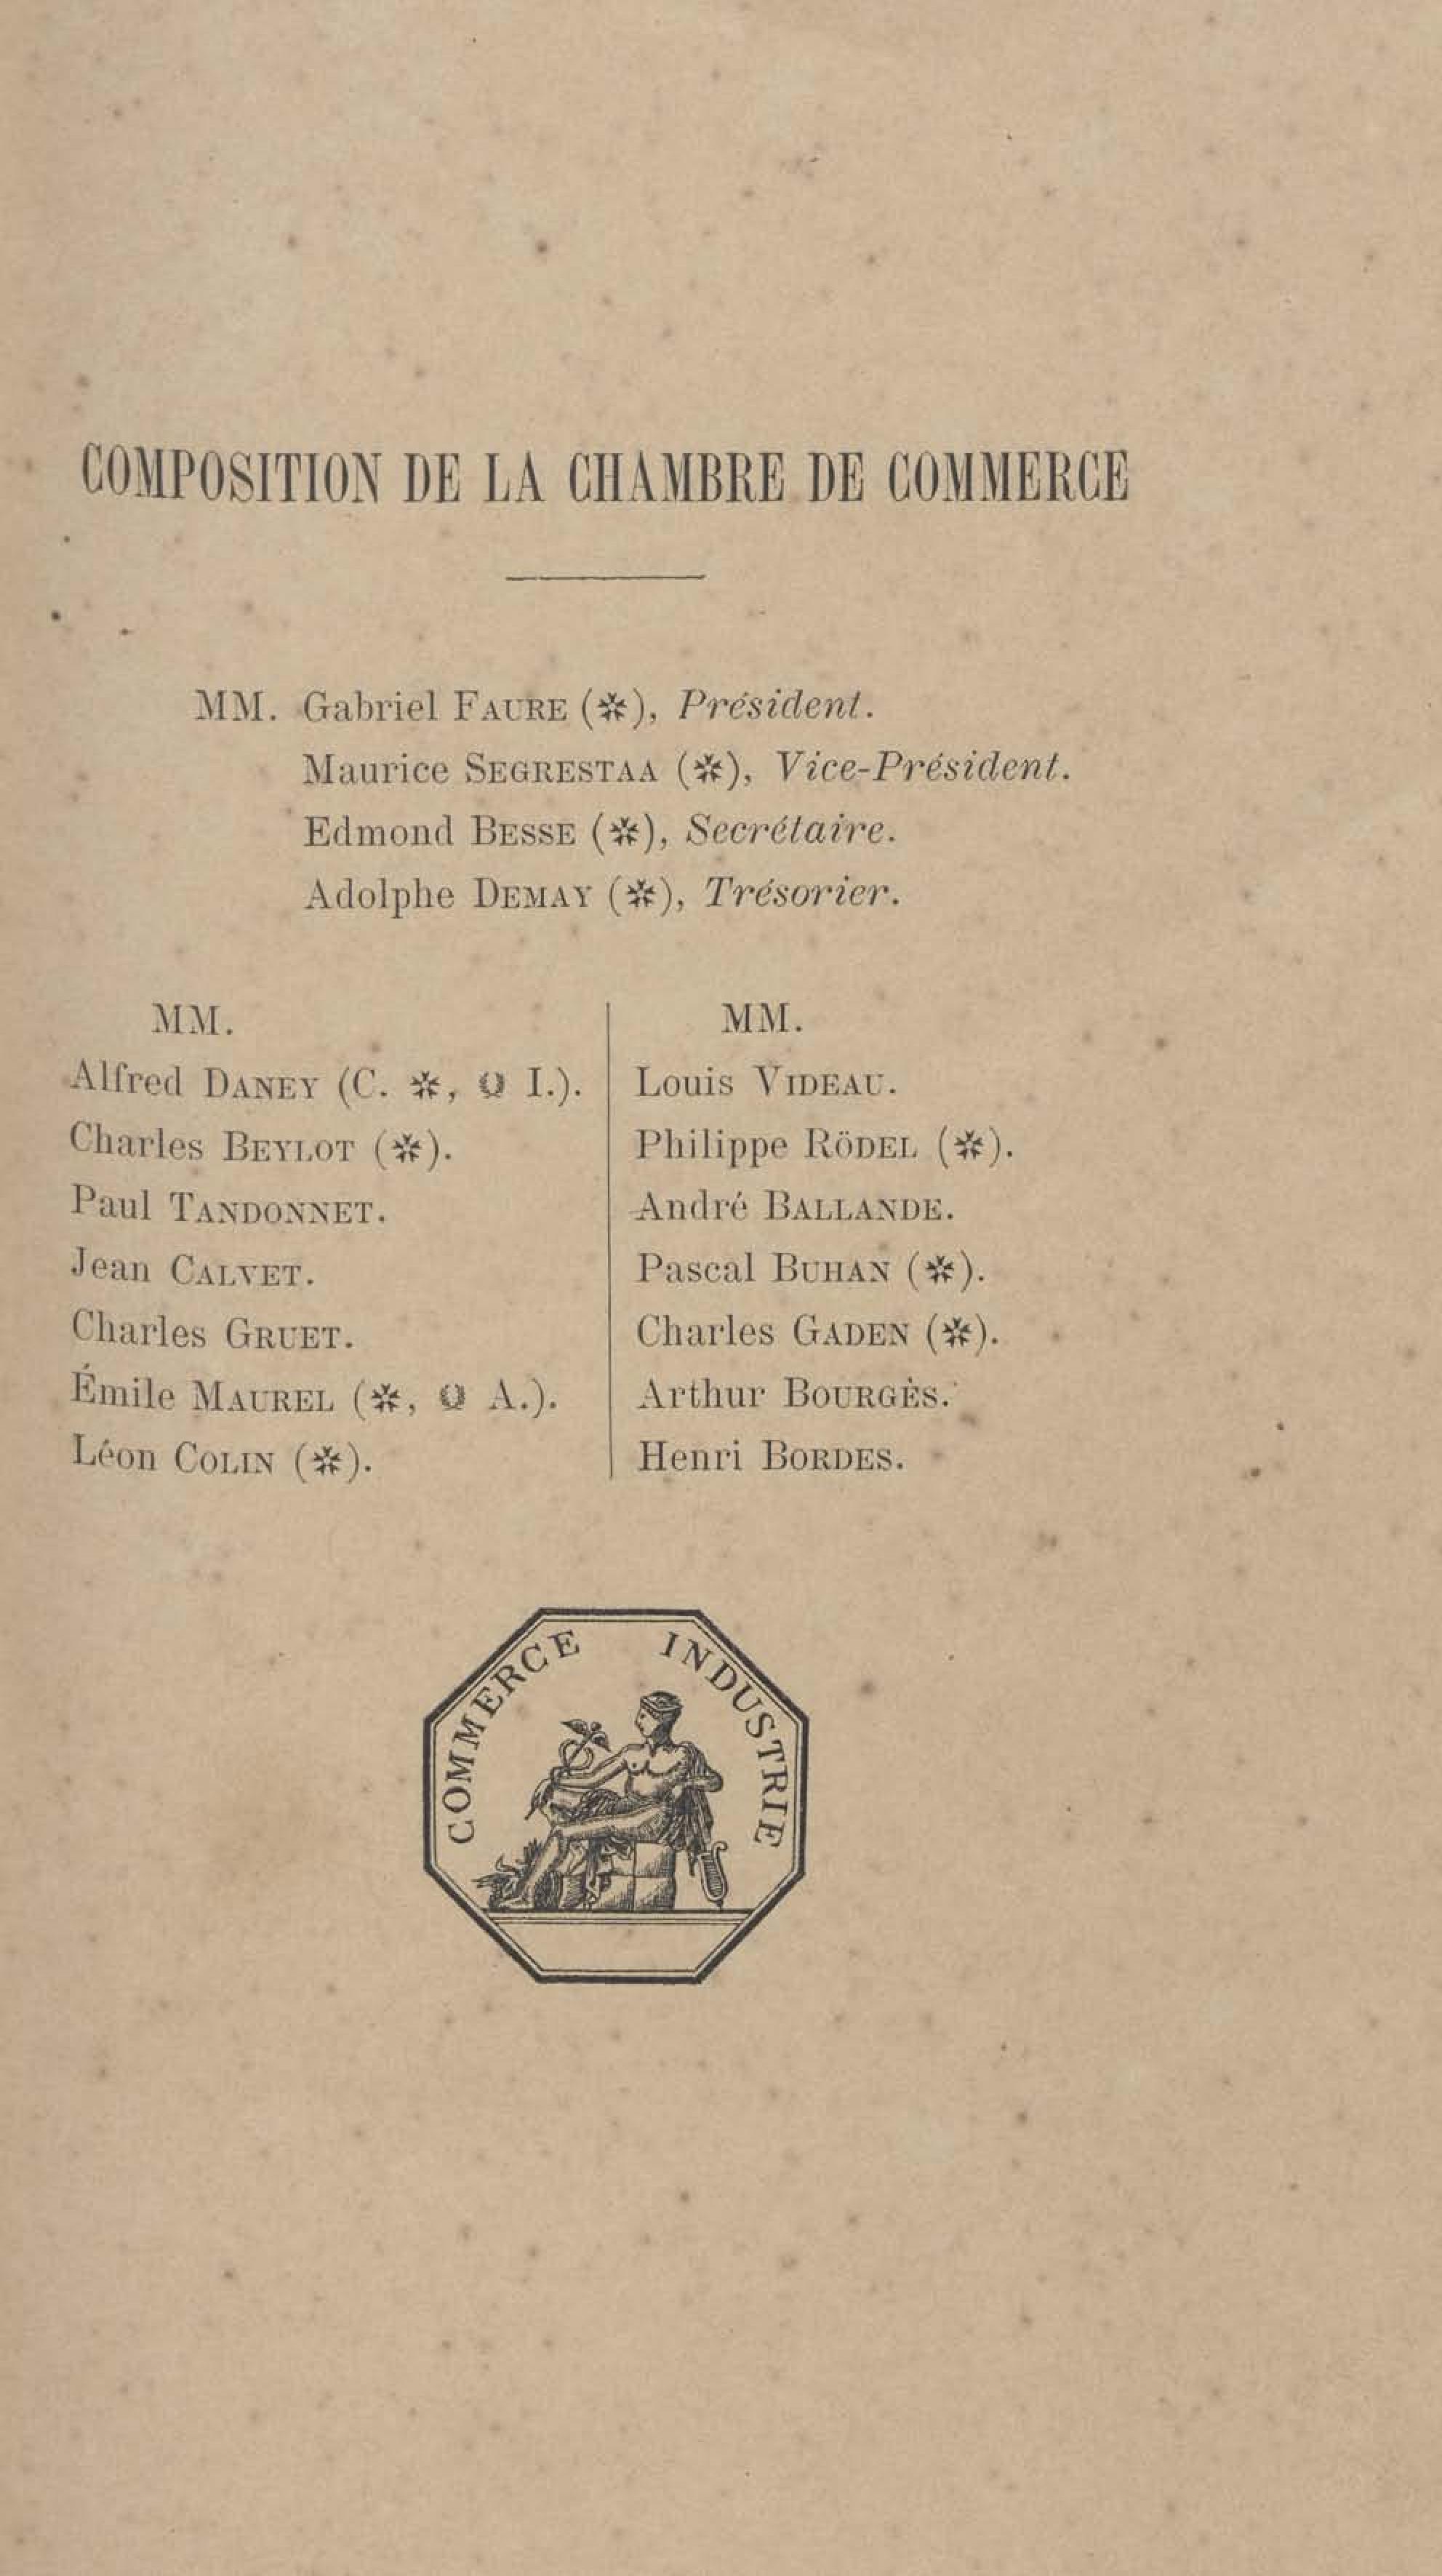 COMPOSITION DE LA CHAMBRE DE COMMERCE
MM. Gabriel FAURE (✻), Président.
Maurice SEGRESTAA (✻), Vice-Président.
Edmond BESSE (✻), Secrétaire.
Adolphe DEMAY (✻), Trésorier.
MM.
Alfred DANEY (C. ✻, Ω I.).
Charles BEYLOT (✻).
Paul TANDONNET.
Jean CALVET.
Charles GRUET.
Émile MAUREL (✻, Ω A.).
Léon COLIN (✻).
MM.
Louis VIDEAU.
Philippe RÖDEL (✻).
André BALLANDE.
Pascal BUHAN (✻).
Charles GADEN (✻).
Arthur BOURGÈS.
Henri BORDES.
COMMERCE INDUSTRIE